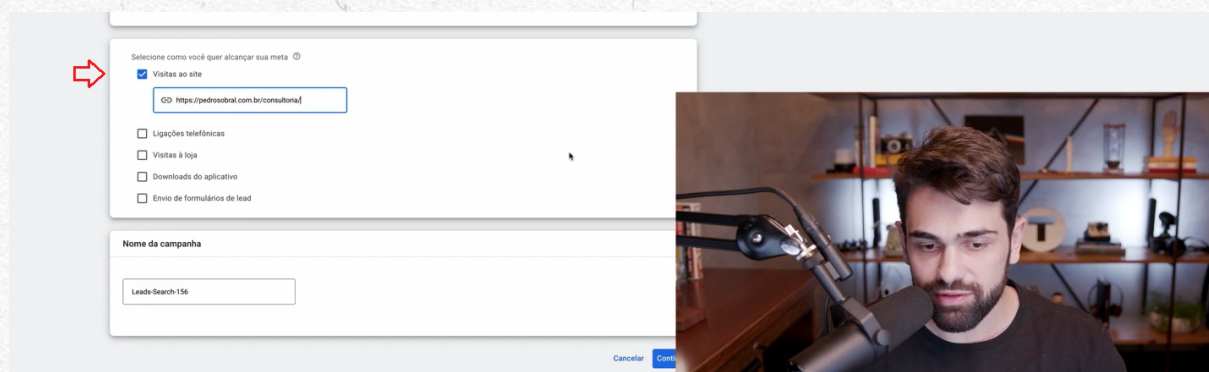 Selecione como você quer alcançar sua meta
Visitas ao site
https://pedrosobral.com.br/consultoria/
Ligações telefônicas
Visitas à loja
Downloads do aplicativo
Envio de formulários de lead
Nome da campanha
Leads-Search-156
Cancelar
Conti